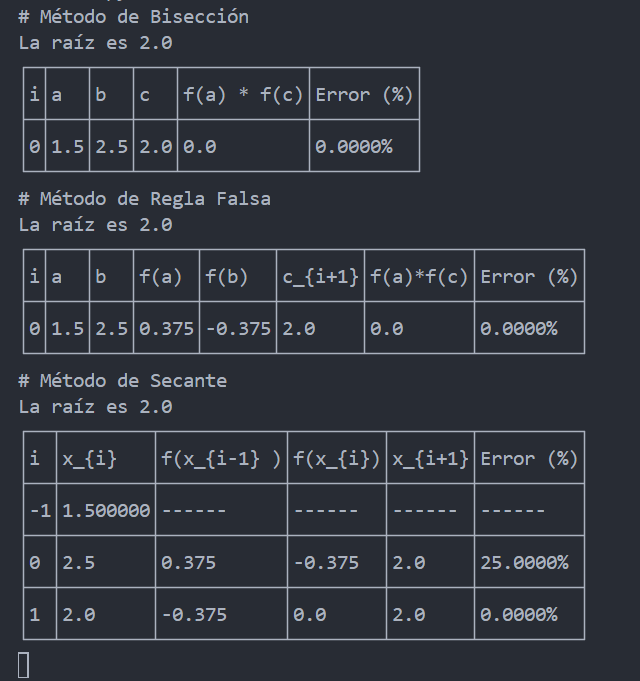 # Método de Bisección
La raíz es 2.0
i a b c f(a) * f(c) Error (%)
0 1.5 2.5 2.0 0.0 0.0000%
# Método de Regla Falsa
La raíz es 2.0
i a b f(a) f(b) c_{i+1} f(a)*f(c) Error (%)
0 1.5 2.5 0.375 -0.375 2.0 0.0 0.0000%
# Método de Secante
La raíz es 2.0
i x_{i} f(x_{i-1} ) f(x_{i}) x_{i+1} Error (%)
-1 1.500000 ------ ------ ------ ------
0 2.5 0.375 -0.375 2.0 25.0000%
1 2.0 -0.375 0.0 2.0 0.0000%